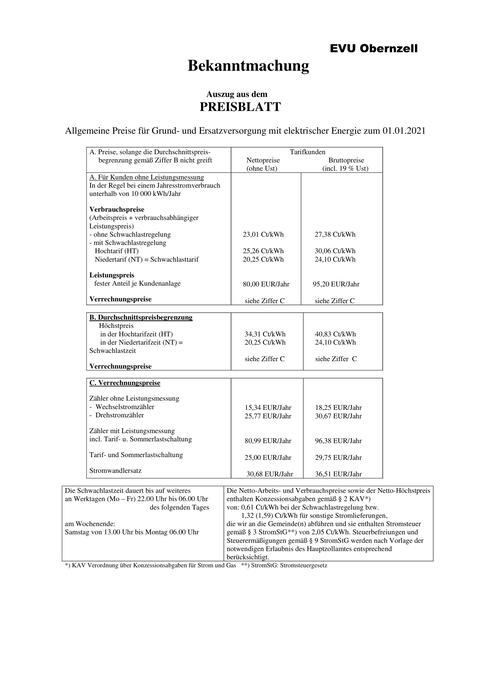 EVU Obernzell
Bekanntmachung
Auszug aus dem
PREISBLATT
Allgemeine Preise für Grund- und Ersatzversorgung mit elektrischer Energie zum 01.01.2021
A. Preise, solange die Durchschnittspreis-
begrenzung gemäß Ziffer B nicht greift
Tarifkunden
Nettopreise Bruttopreise
(ohne Ust) (incl. 19 % Ust)
A. Für Kunden ohne Leistungsmessung
In der Regel bei einem Jahresstromverbrauch
unterhalb von 10 000 kWh/Jahr
Verbrauchspreise
(Arbeitspreis + verbrauchsabhängiger
Leistungspreis)
- ohne Schwachlastregelung 23,01 Ct/kWh 27,38 Ct/kWh
- mit Schwachlastregelung
Hochtarif (HT) 25,26 Ct/kWh 30,06 Ct/kWh
Niedertarif (NT) = Schwachlasttarif 20,25 Ct/kWh 24,10 Ct/kWh
Leistungspreis
fester Anteil je Kundenanlage 80,00 EUR/Jahr 95,20 EUR/Jahr
Verrechnungspreise siehe Ziffer C siehe Ziffer C
B. Durchschnittspreisbegrenzung
Höchstpreis
in der Hochtarifzeit (HT) 34,31 Ct/kWh 40,83 Ct/kWh
in der Niedertarifzeit (NT) = 20,25 Ct/kWh 24,10 Ct/kWh
Schwachlastzeit
siehe Ziffer C siehe Ziffer C
Verrechnungspreise
C. Verrechnungspreise
Zähler ohne Leistungsmessung
- Wechselstromzähler 15,34 EUR/Jahr 18,25 EUR/Jahr
- Drehstromzähler 25,77 EUR/Jahr 30,67 EUR/Jahr
Zähler mit Leistungsmessung
incl. Tarif- u. Sommerlastschaltung 80,99 EUR/Jahr 96,38 EUR/Jahr
Tarif- und Sommerlastschaltung 25,00 EUR/Jahr 29,75 EUR/Jahr
Stromwandlersatz 30,68 EUR/Jahr 36,51 EUR/Jahr
Die Schwachlastzeit dauert bis auf weiteres
an Werktagen (Mo – Fr) 22.00 Uhr bis 06.00 Uhr
des folgenden Tages
am Wochenende:
Samstag von 13.00 Uhr bis Montag 06.00 Uhr
Die Netto-Arbeits- und Verbrauchspreise sowie der Netto-Höchstpreis
enthalten Konzessionsabgaben gemäß § 2 KAV*)
von: 0,61 Ct/kWh bei der Schwachlastregelung bzw.
1,32 (1,59) Ct/kWh für sonstige Stromlieferungen,
die wir an die Gemeinde(n) abführen und sie enthalten Stromsteuer
gemäß § 3 StromStG**) von 2,05 Ct/kWh. Steuerbefreiungen und
Steuerermäßigungen gemäß § 9 StromStG werden nach Vorlage der
notwendigen Erlaubnis des Hauptzollamtes entsprechend
berücksichtigt.
*) KAV Verordnung über Konzessionsabgaben für Strom und Gas **) StromStG: Stromsteuergesetz